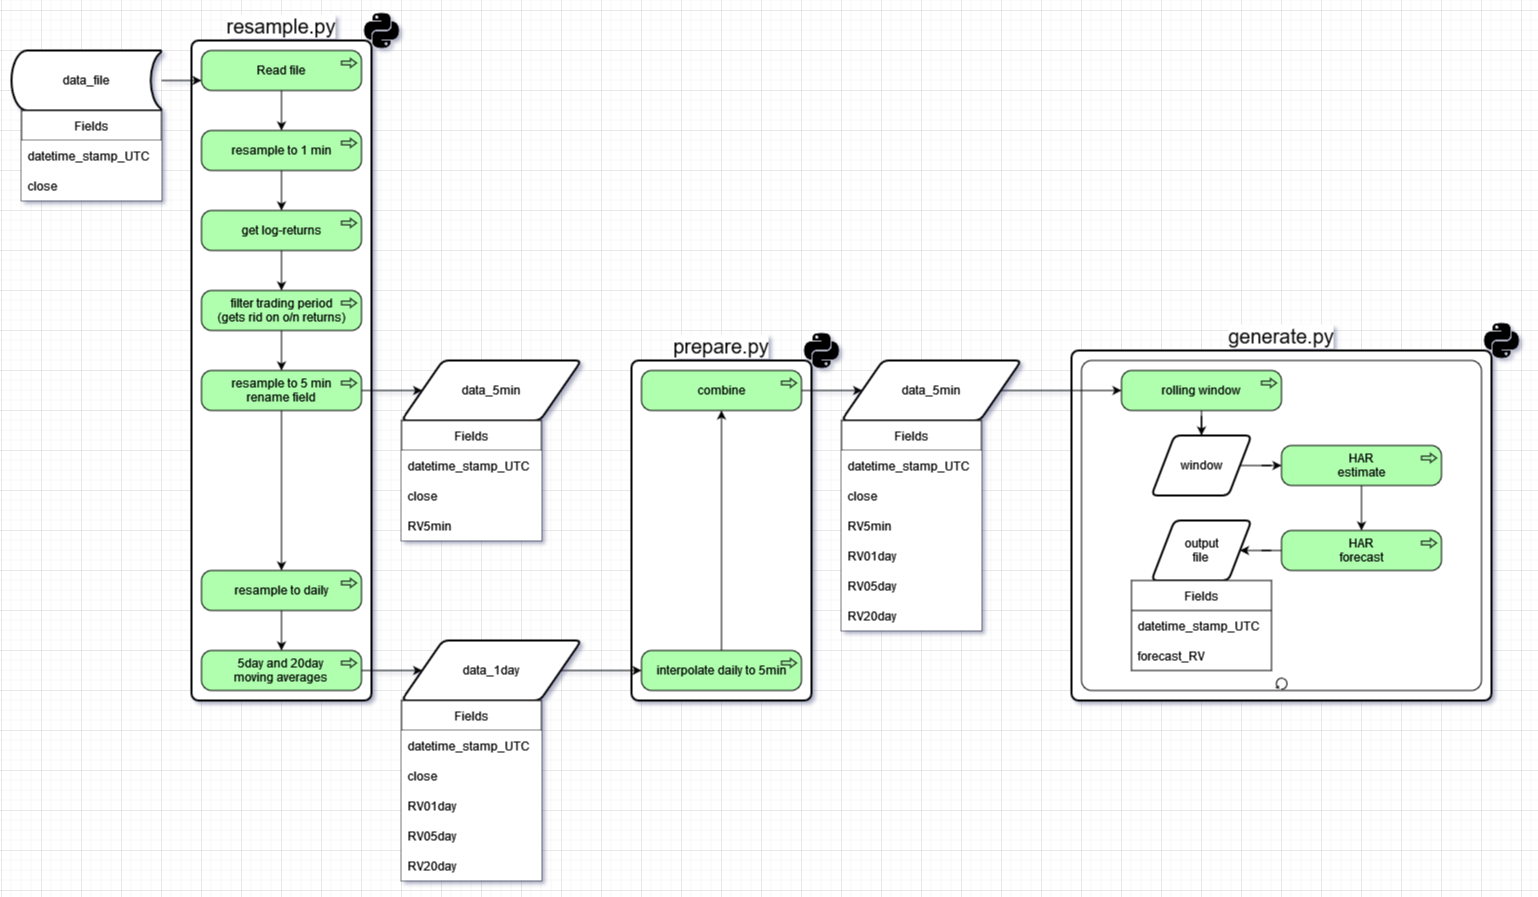 resample.py
data_file
Fields
datetime_stamp_UTC
close
Read file
resample to 1 min
get log-returns
filter trading period
(gets rid on o/n returns)
resample to 5 min
rename field
resample to daily
5day and 20day
moving averages
data_5min
Fields
datetime_stamp_UTC
close
RV5min
data_1day
Fields
datetime_stamp_UTC
close
RV01day
RV05day
RV20day
prepare.py
combine
interpolate daily to 5min
data_5min
Fields
datetime_stamp_UTC
close
RV5min
RV01day
RV05day
RV20day
generate.py
rolling window
window
HAR
estimate
HAR
forecast
output
file
Fields
datetime_stamp_UTC
forecast_RV